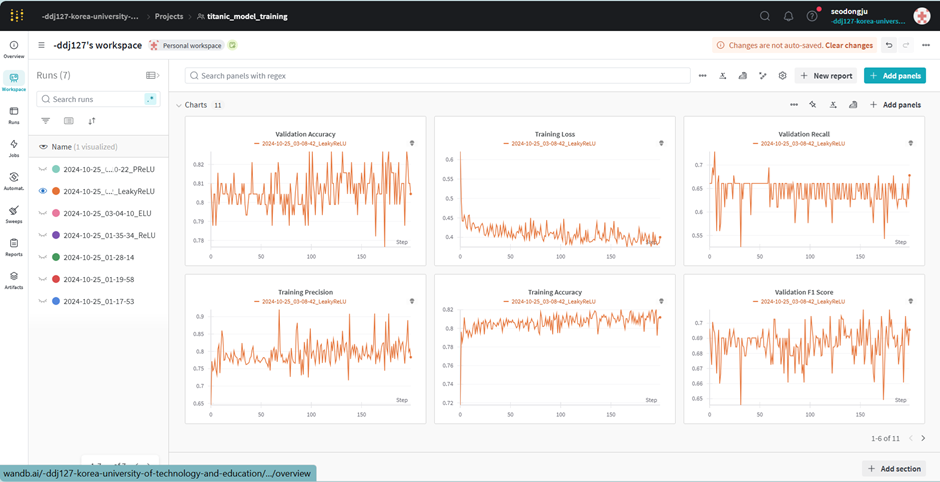 -ddj127-korea-university-... > Projects > titanic_model_training
seodongju
-ddj127-korea-univers...
-ddj127's workspace
Personal workspace
Changes are not auto-saved. Clear changes
Overview
Workspace
Runs
Jobs
Automat.
Sweeps
Reports
Artifacts
Runs (7)
Search runs
.*
Name (1 visualized)
2024-10-25_i....0-22_PReLU
2024-10-25_...:_LeakyReLU
2024-10-25_03-04-10_ELU
2024-10-25_01-35-34_ReLU
2024-10-25_01-28-14
2024-10-25_01-19-58
2024-10-25_01-17-53
Search panels with regex
New report
Add panels
Charts 11
Add panels
Validation Accuracy
2024-10-25_03-08-42_LeakyReLU
0.82
0.8
0.79
0.78
Step
0 50 100 150
Training Loss
2024-10-25_03-08-42_LeakyReLU
0.6
0.55
0.5
0.45
0.4
Step
0 50 100 150
Validation Recall
2024-10-25_03-08-42_LeakyReLU
0.7
0.65
0.6
0.55
Step
0 50 100 150
Training Precision
2024-10-25_03-08-42_LeakyReLU
0.8
0.75
0.7
0.65
Step
0 50 100 150
Training Accuracy
2024-10-25_03-08-42_LeakyReLU
0.82
0.8
0.78
0.76
0.74
0.72
Step
0 50 100 150
Validation F1 Score
2024-10-25_03-08-42_LeakyReLU
0.7
0.69
0.68
0.67
0.66
0.65
Step
0 50 100 150
1-6 of 11
Add section
wandb.ai/-ddj127-korea-university-of-technology-and-education/.../overview